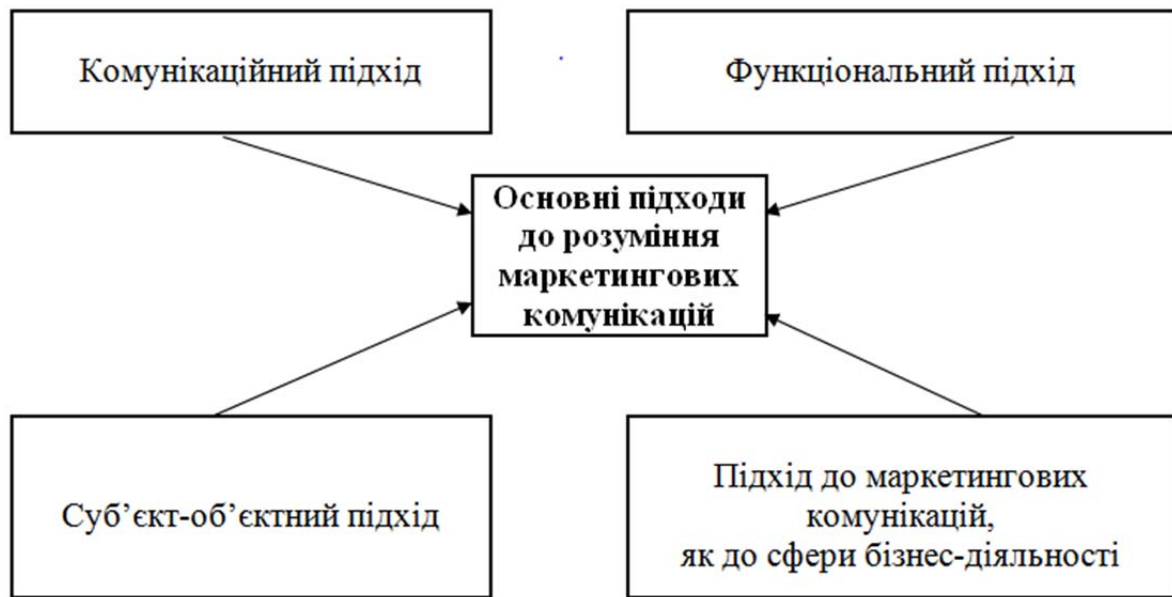 Комунікаційний підхід
Функціональний підхід
Основні підходи
до розуміння
маркетингових
комунікацій
Суб’єкт-об’єктний підхід
Підхід до маркетингових
комунікацій,
як до сфери бізнес-діяльності